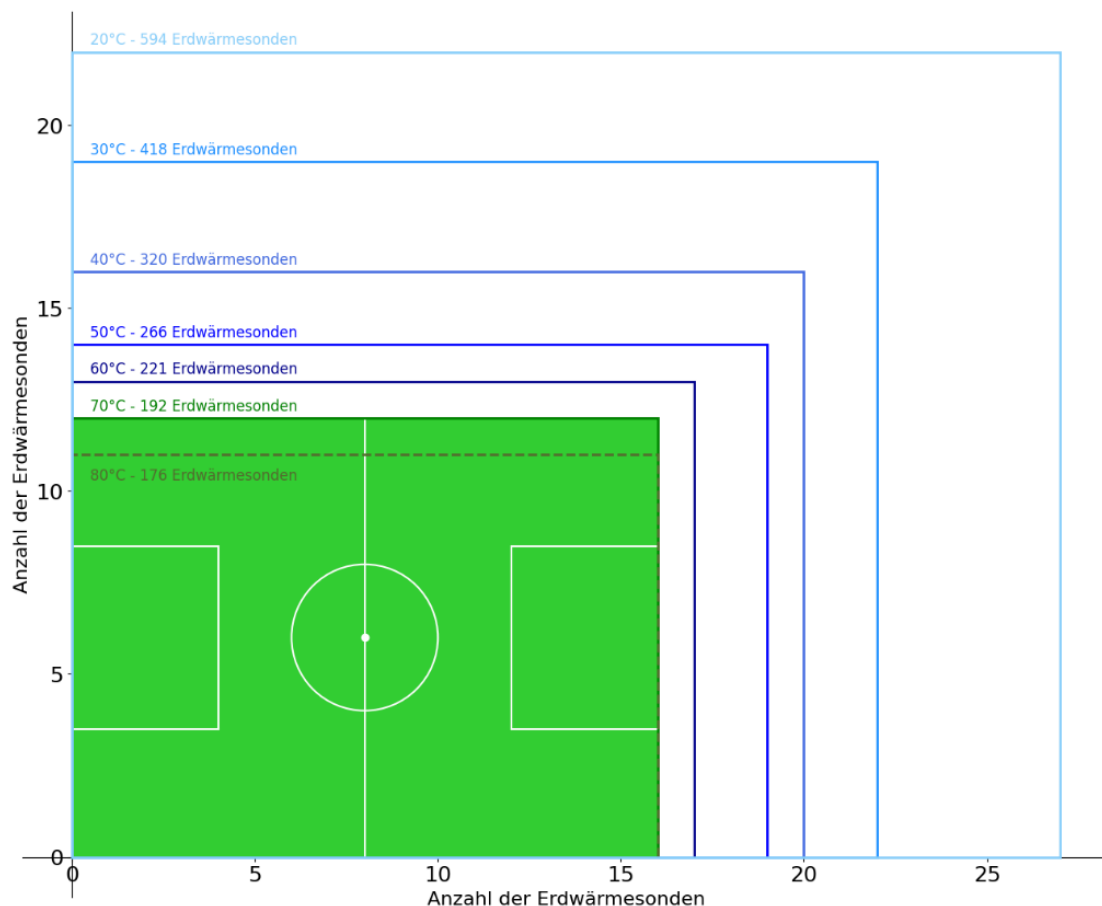 20°C - 594 Erdwärmesonden
20
30°C - 418 Erdwärmesonden
40°C - 320 Erdwärmesonden
15
50°C - 266 Erdwärmesonden
60°C - 221 Erdwärmesonden
70°C - 192 Erdwärmesonden
80°C - 176 Erdwärmesonden
10
Anzahl der Erdwärmesonden
5
0
0 5 10 15 20 25
Anzahl der Erdwärmesonden